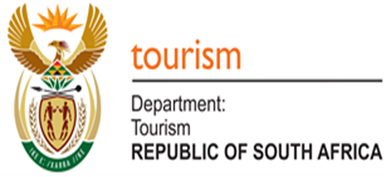 tourism
Department:
Tourism
REPUBLIC OF SOUTH AFRICA